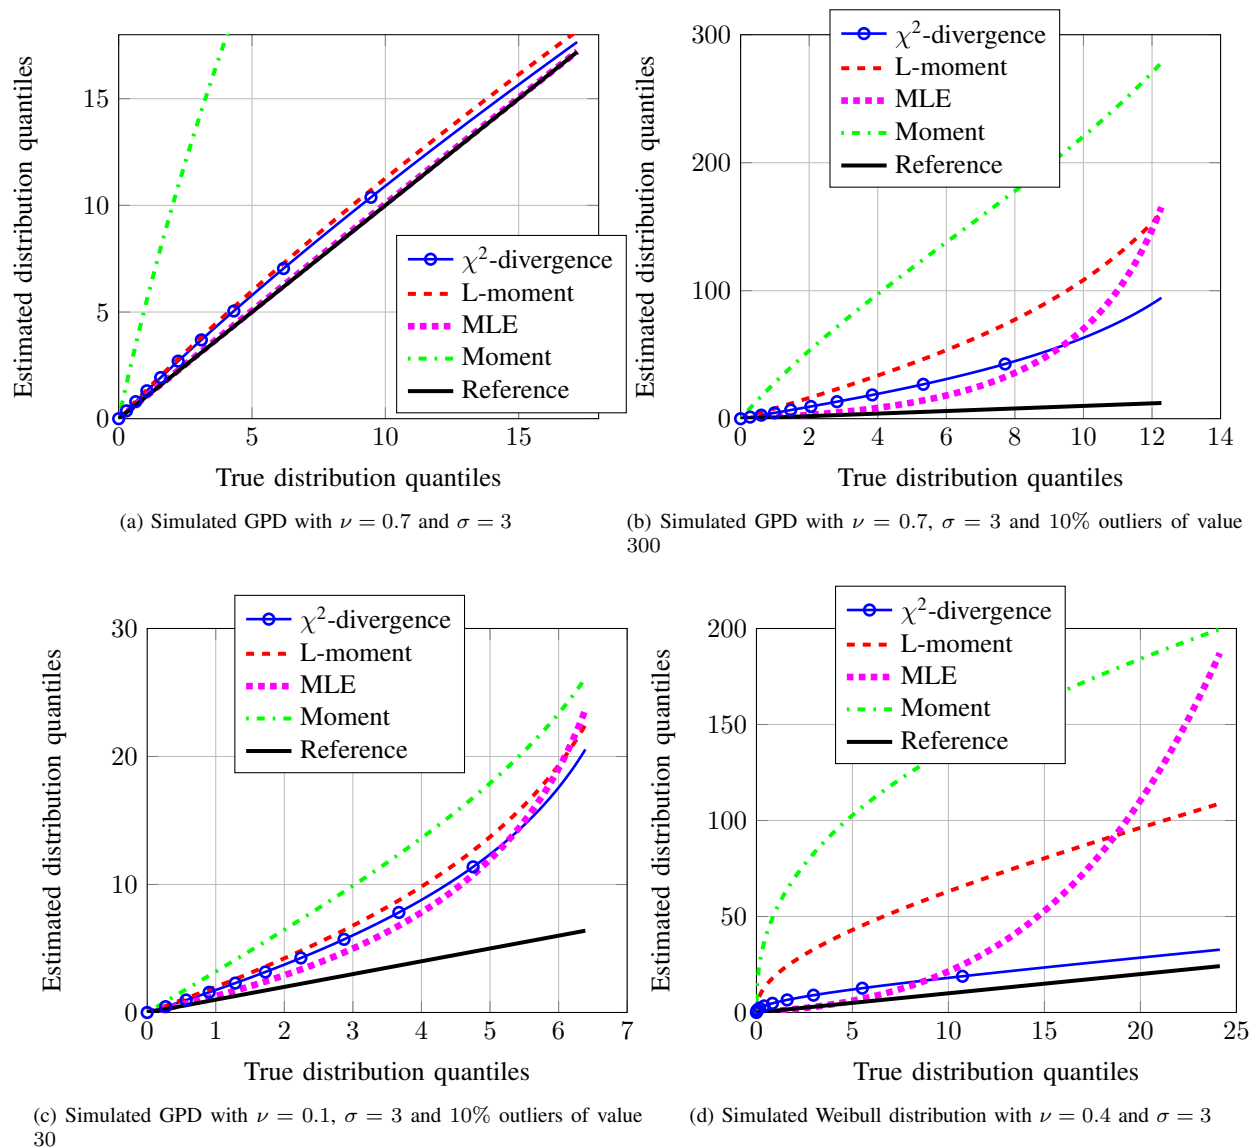 Estimated distribution quantiles
15
10
5
0
0
5
10
15
True distribution quantiles
χ²-divergence
L-moment
MLE
Moment
Reference
(a) Simulated GPD with ν = 0.7 and σ = 3
Estimated distribution quantiles
300
200
100
0
0
2
4
6
8
10
12
14
True distribution quantiles
χ²-divergence
L-moment
MLE
Moment
Reference
(b) Simulated GPD with ν = 0.7, σ = 3 and 10% outliers of value
300
Estimated distribution quantiles
30
20
10
0
0
1
2
3
4
5
6
7
True distribution quantiles
χ²-divergence
L-moment
MLE
Moment
Reference
(c) Simulated GPD with ν = 0.1, σ = 3 and 10% outliers of value
30
Estimated distribution quantiles
200
150
100
50
0
0
5
10
15
20
25
True distribution quantiles
χ²-divergence
L-moment
MLE
Moment
Reference
(d) Simulated Weibull distribution with ν = 0.4 and σ = 3